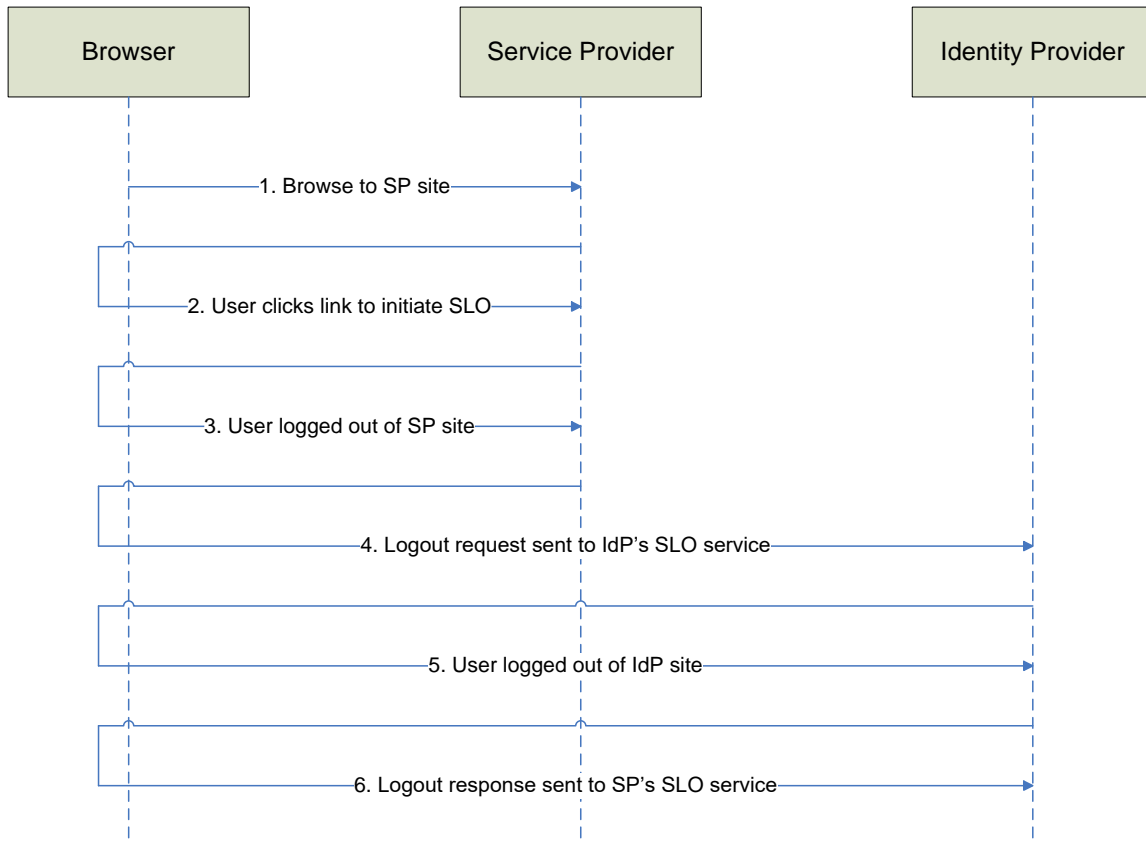 Browser
Service Provider
Identity Provider
1. Browse to SP site
2. User clicks link to initiate SLO
3. User logged out of SP site
4. Logout request sent to IdP’s SLO service
5. User logged out of IdP site
6. Logout response sent to SP’s SLO service